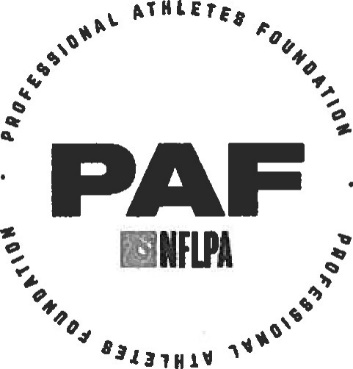 PROFESSIONAL ATHLETES FOUNDATION
PAF
NFLPA
PROFESSIONAL ATHLETES FOUNDATION